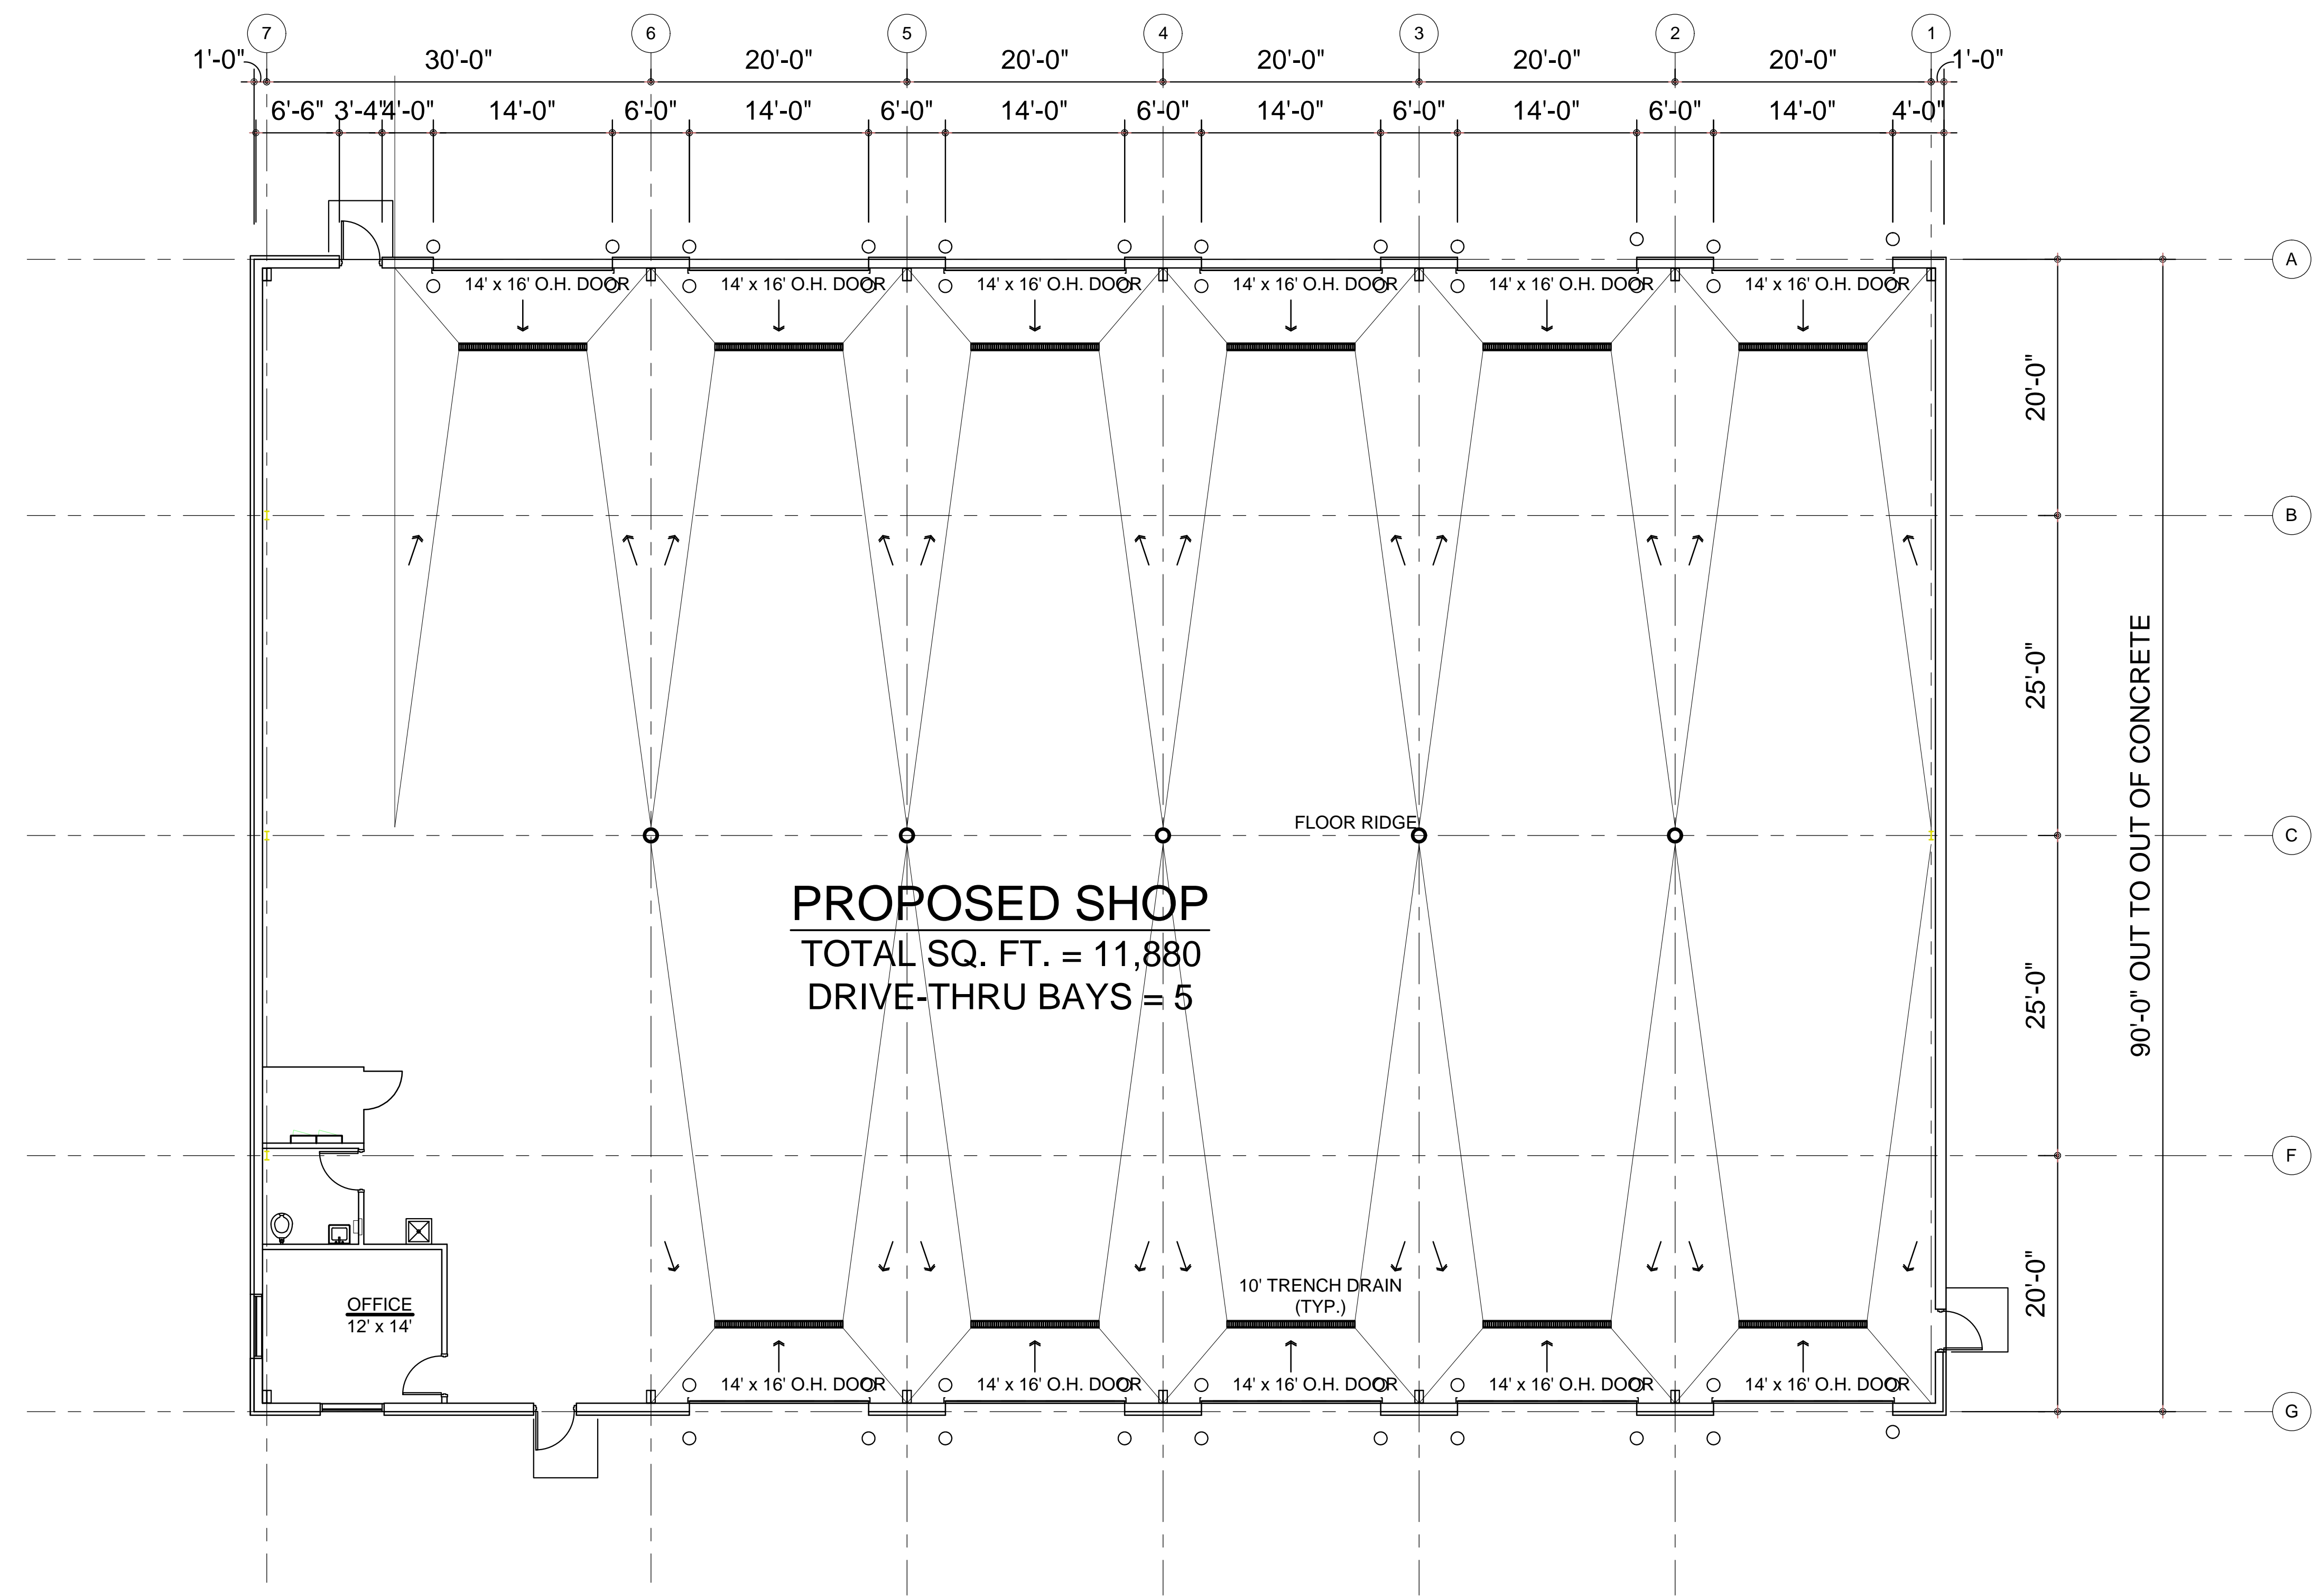 7 6 5 4 3 2 1
1'-0" 30'-0" 20'-0" 20'-0" 20'-0" 20'-0" 20'-0" 1'-0"
6'-6" 3'-4" 4'-0" 14'-0" 6'-0" 14'-0" 6'-0" 14'-0" 6'-0" 14'-0" 6'-0" 14'-0" 6'-0" 14'-0" 4'-0"
A
14' x 16' O.H. DOOR 14' x 16' O.H. DOOR 14' x 16' O.H. DOOR 14' x 16' O.H. DOOR 14' x 16' O.H. DOOR 14' x 16' O.H. DOOR
20'-0"
B
25'-0"
90'-0" OUT TO OUT OF CONCRETE
FLOOR RIDGE
C
PROPOSED SHOP
TOTAL SQ. FT. = 11,880
DRIVE-THRU BAYS = 5
25'-0"
F
10' TRENCH DRAIN
(TYP.)
20'-0"
OFFICE
12' x 14'
14' x 16' O.H. DOOR 14' x 16' O.H. DOOR 14' x 16' O.H. DOOR 14' x 16' O.H. DOOR 14' x 16' O.H. DOOR
G